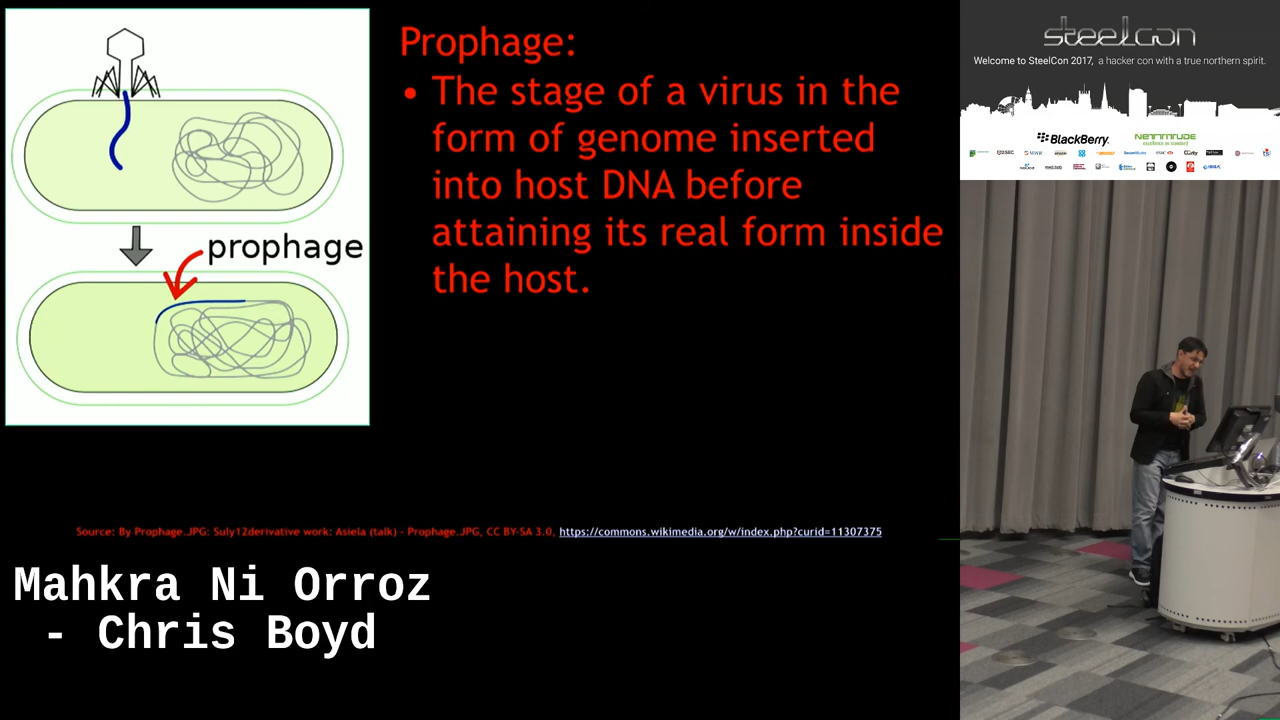 prophage
Prophage:
• The stage of a virus in the
form of genome inserted
into host DNA before
attaining its real form inside
the host.
Source: By Prophage.JPG: Suly12derivative work: Asiela (talk) - Prophage.JPG, CC BY-SA 3.0, https://commons.wikimedia.org/w/index.php?curid=11307375
Mahkra Ni Orroz
- Chris Boyd
steelcon
Welcome to SteelCon 2017, a hacker con with a true northern spirit.
BlackBerry
NETTITUDE